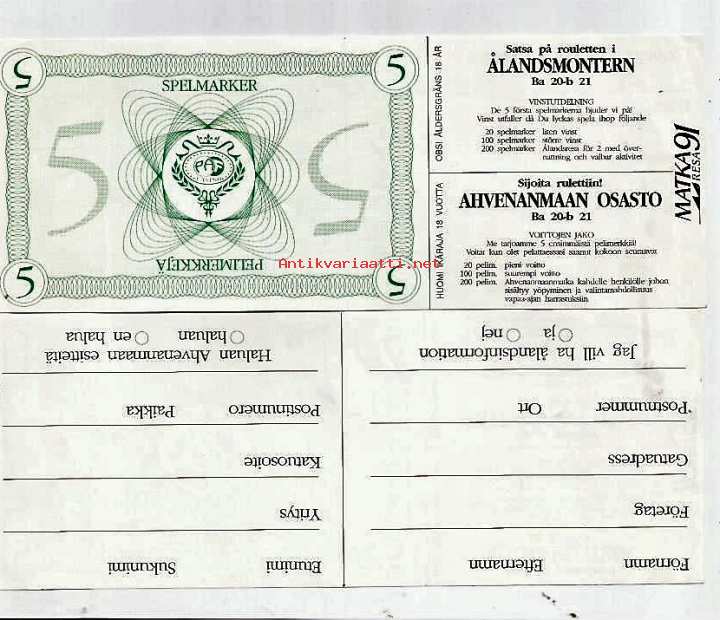 5 5
SPELMARKER
5 5
PELIMERKKEJÄ
5 5
Antikvariaatti.net
OBS! ÅLDERSGRÄNS 18 ÅR
Satsa på rouletten i
ÅLANDSMONTERN
Ba 20-b 21
VINSTUTDELNING
De 5 första spelmarkerna bjuder vi på!
Vinst utfaller då Du lyckas spela ihop följande
20 spelmarker liten vinst
100 spelmarker större vinst
200 spelmarker Ålandsresa för 2 med över-
nattning och valbar aktivitet
HUOM! IKÄRAJA 18 VUOTTA
Sijoita rulettiin!
AHVENANMAAN OSASTO
Ba 20-b 21
VOITTOJEN JAKO
Me tarjoamme 5 ensimmäistä pelimerkkiä!
Voitat kun olet pelattaessasi saanut kokoon seuraavat
20 pelim. pieni voitto
100 pelim. suurempi voitto
200 pelim. Ahvenanmaanmatka kahdelle henkilölle johon
sisältyy yöpyminen ja valintamahdollisuus
vapaa-ajan harrastuksiin
MATKA 91
RESA
Förnamn Efternamn
Företag
Gatuadress
Postnummer Ort
Jag vill ha ålandsinformation
ja nej
Etunimi Sukunimi
Yritys
Katuosoite
Postinumero Paikka
Haluan Ahvenanmaan esitteitä
haluan en halua